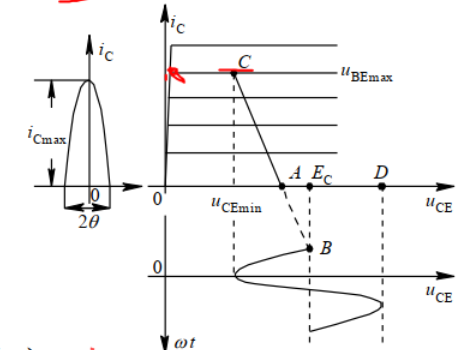 i_C
i_C
C
u_BEmax
i_Cmax
0
0
u_CEmin
A
E_C
D
u_CE
2θ
B
0
u_CE
ωt